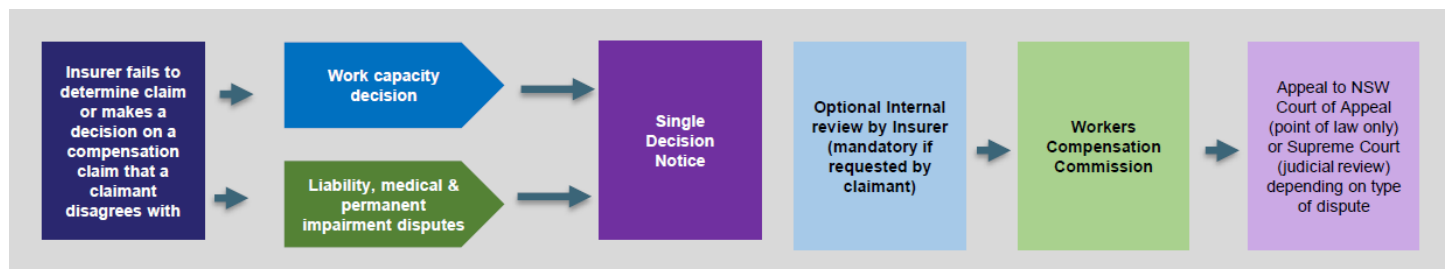 Insurer fails to
determine claim
or makes a
decision on a
compensation
claim that a
claimant
disagrees with
Work capacity
decision
Liability, medical &
permanent
impairment disputes
Single
Decision
Notice
Optional Internal
review by Insurer
(mandatory if
requested by
claimant)
Workers
Compensation
Commission
Appeal to NSW
Court of Appeal
(point of law only)
or Supreme Court
(judicial review)
depending on type
of dispute